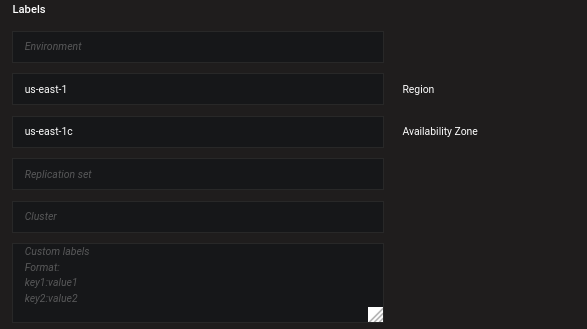 Labels
Environment
us-east-1
Region
us-east-1c
Availability Zone
Replication set
Cluster
Custom labels
Format:
key1:value1
key2:value2